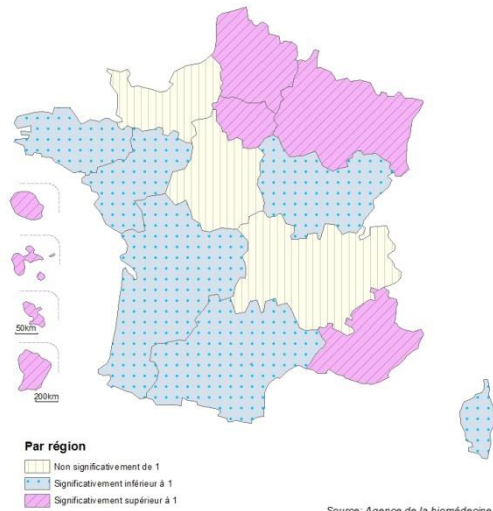 50km
200km
Par région
Non significativement de 1
Significativement inférieur à 1
Significativement supérieur à 1
Source: Agence de la biomédecine